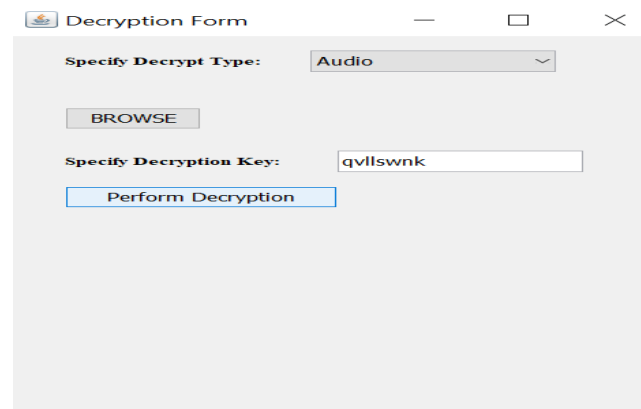 Decryption Form
Specify Decrypt Type: Audio
BROWSE
Specify Decryption Key: qvllswnk
Perform Decryption